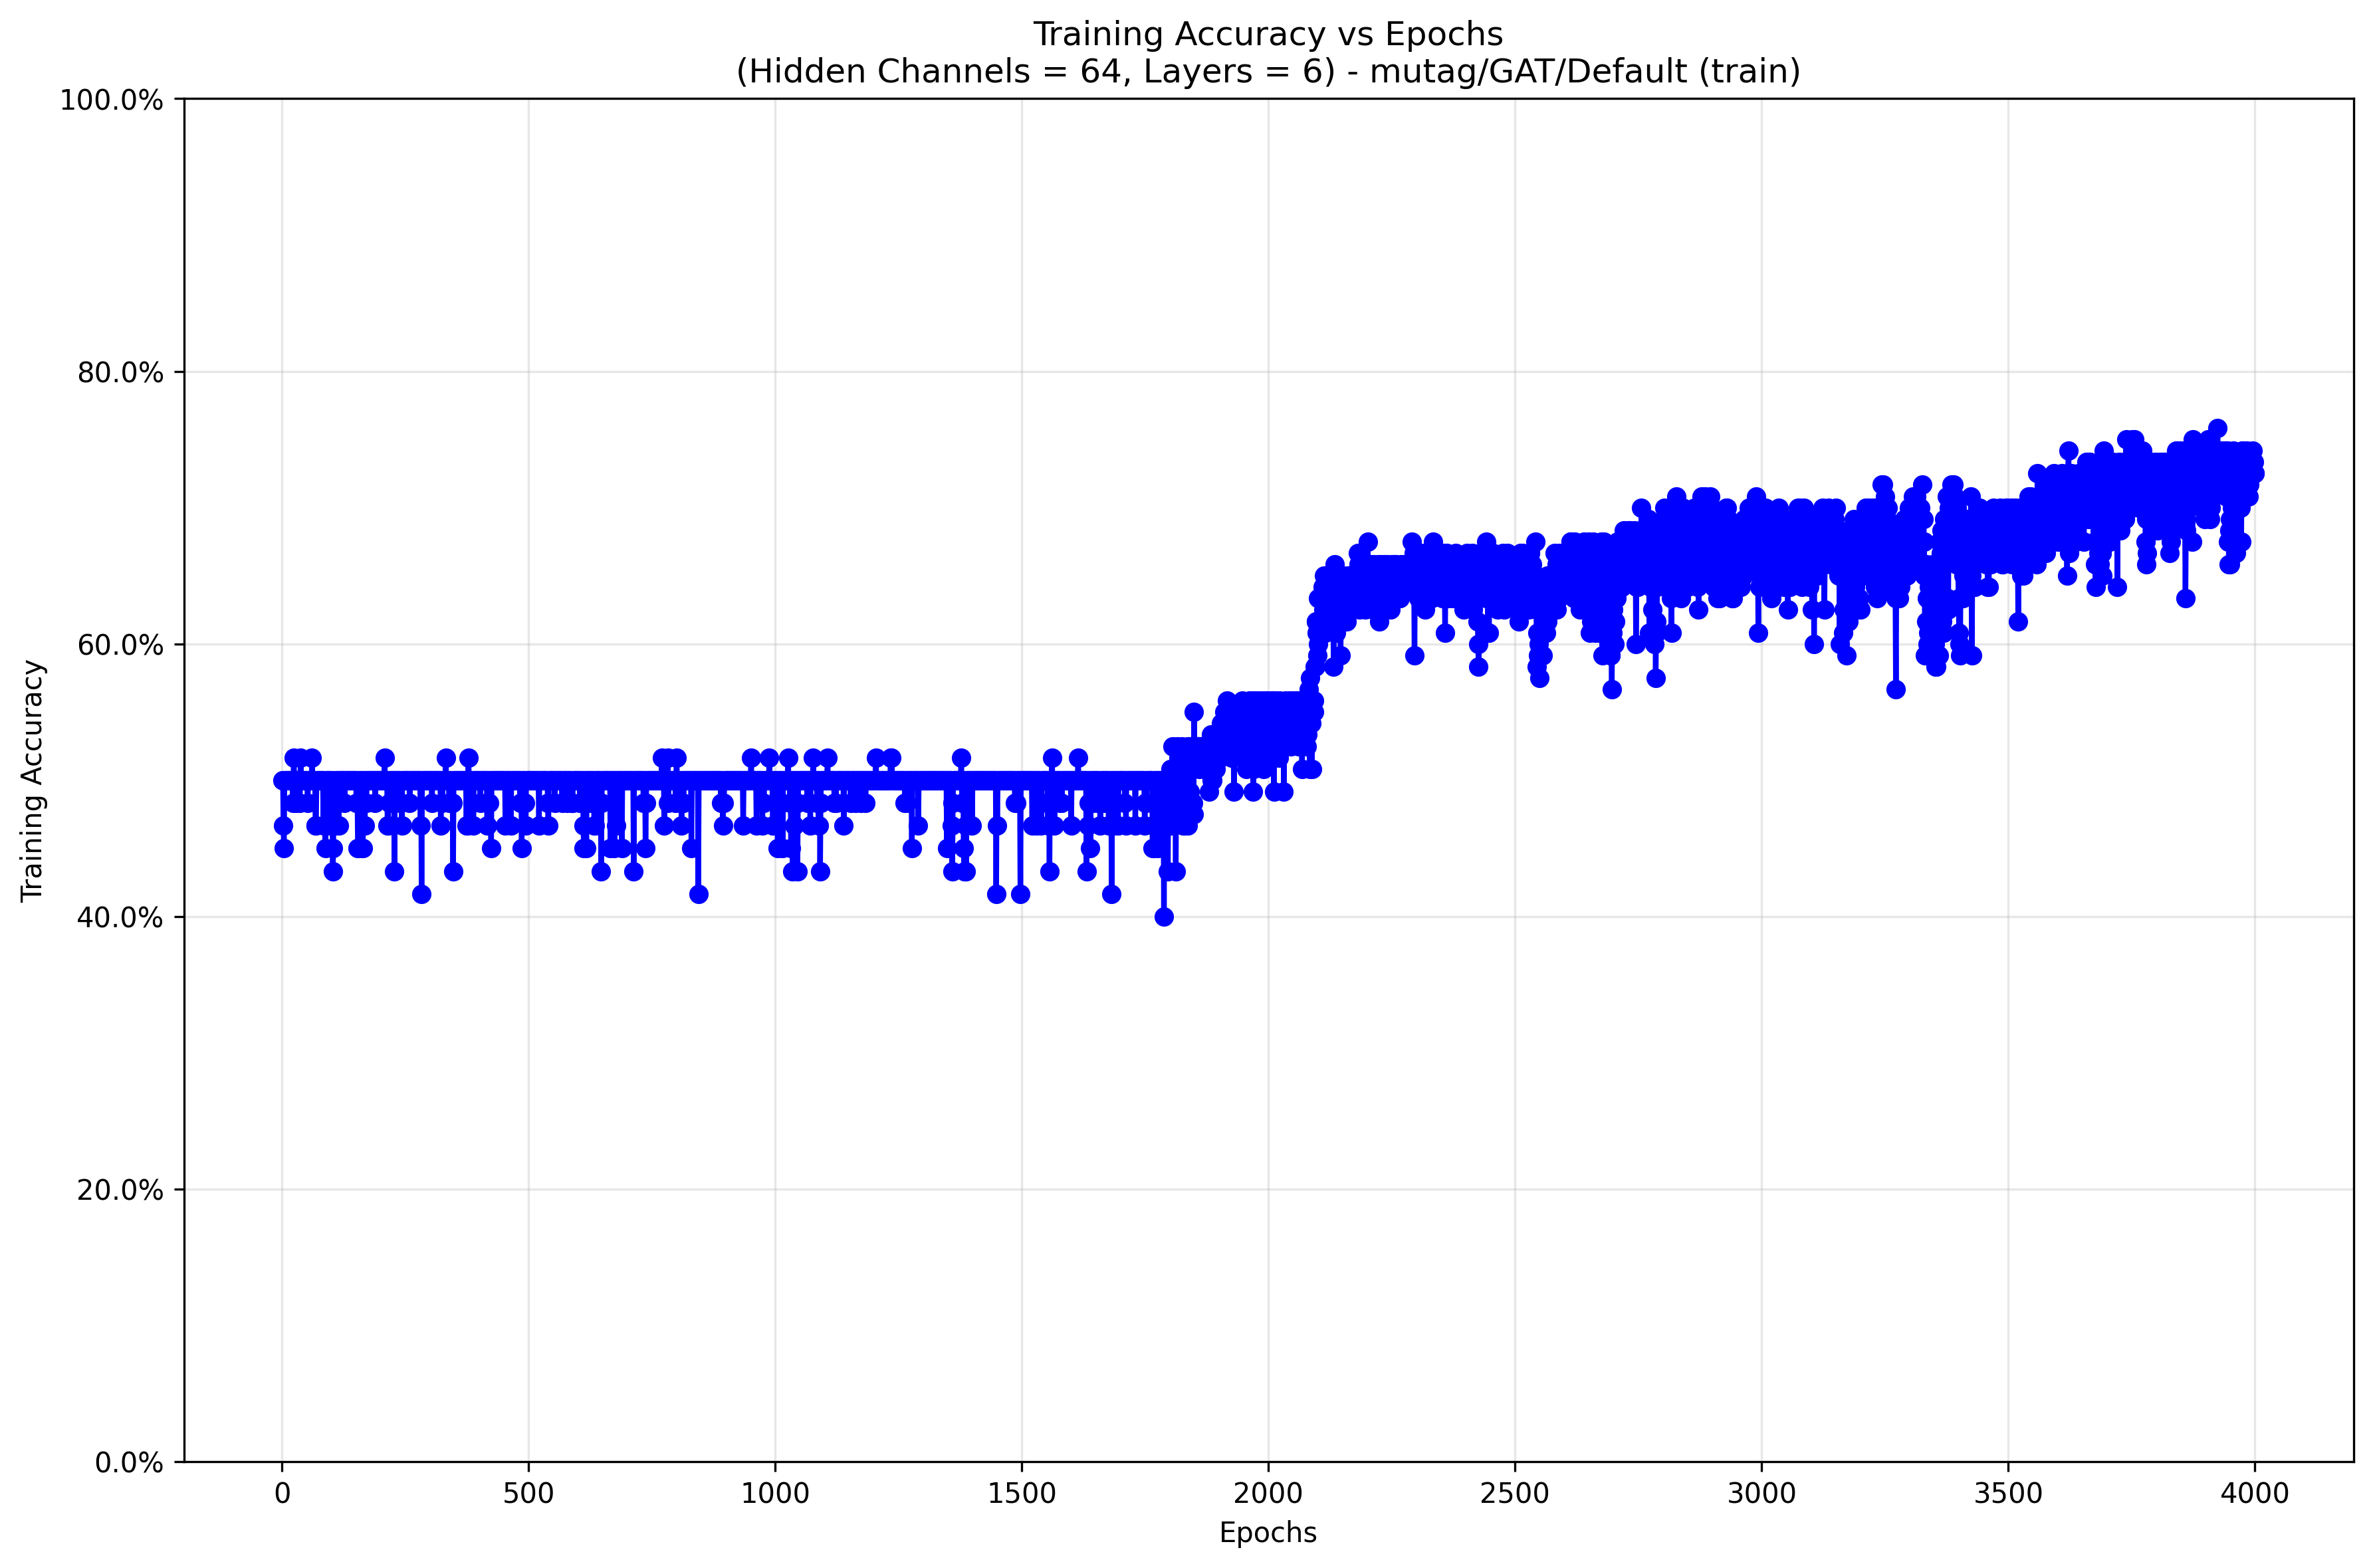 Training Accuracy vs Epochs
(Hidden Channels = 64, Layers = 6) - mutag/GAT/Default (train)
100.0%
80.0%
60.0%
40.0%
20.0%
0.0%
Training Accuracy
0 500 1000 1500 2000 2500 3000 3500 4000
Epochs